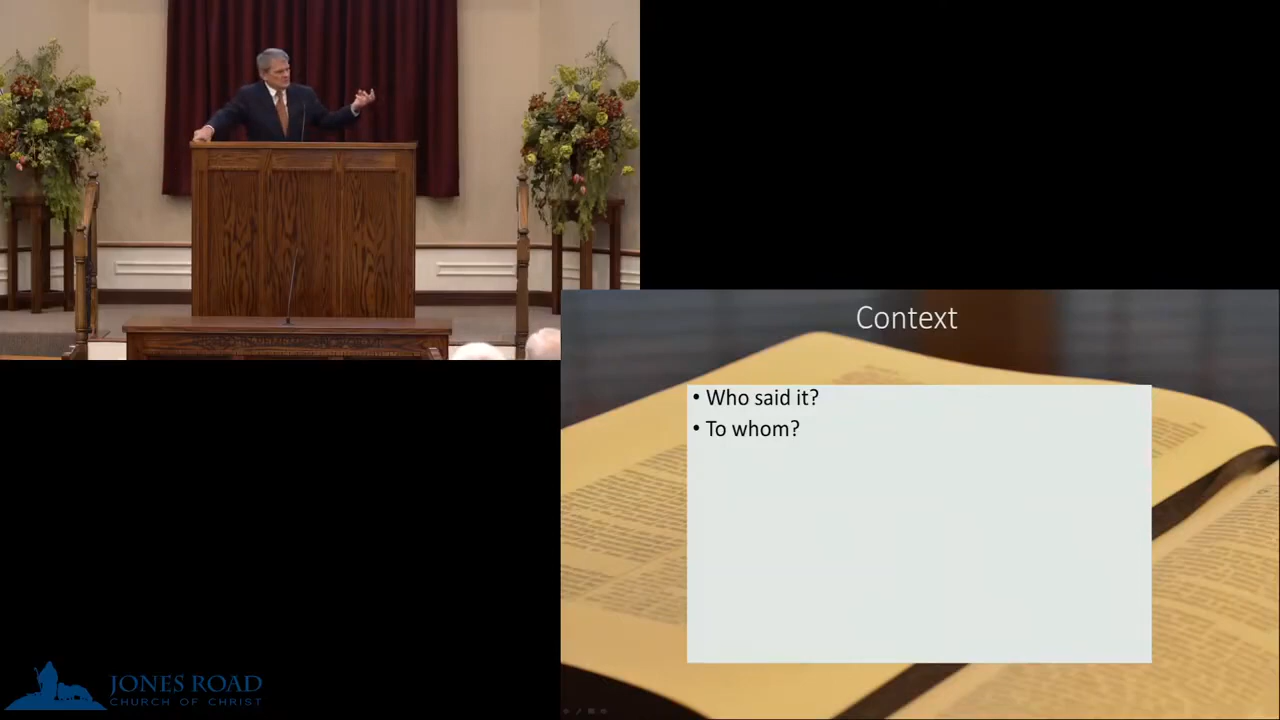 Context
• Who said it?
• To whom?
JONES ROAD
CHURCH OF CHRIST